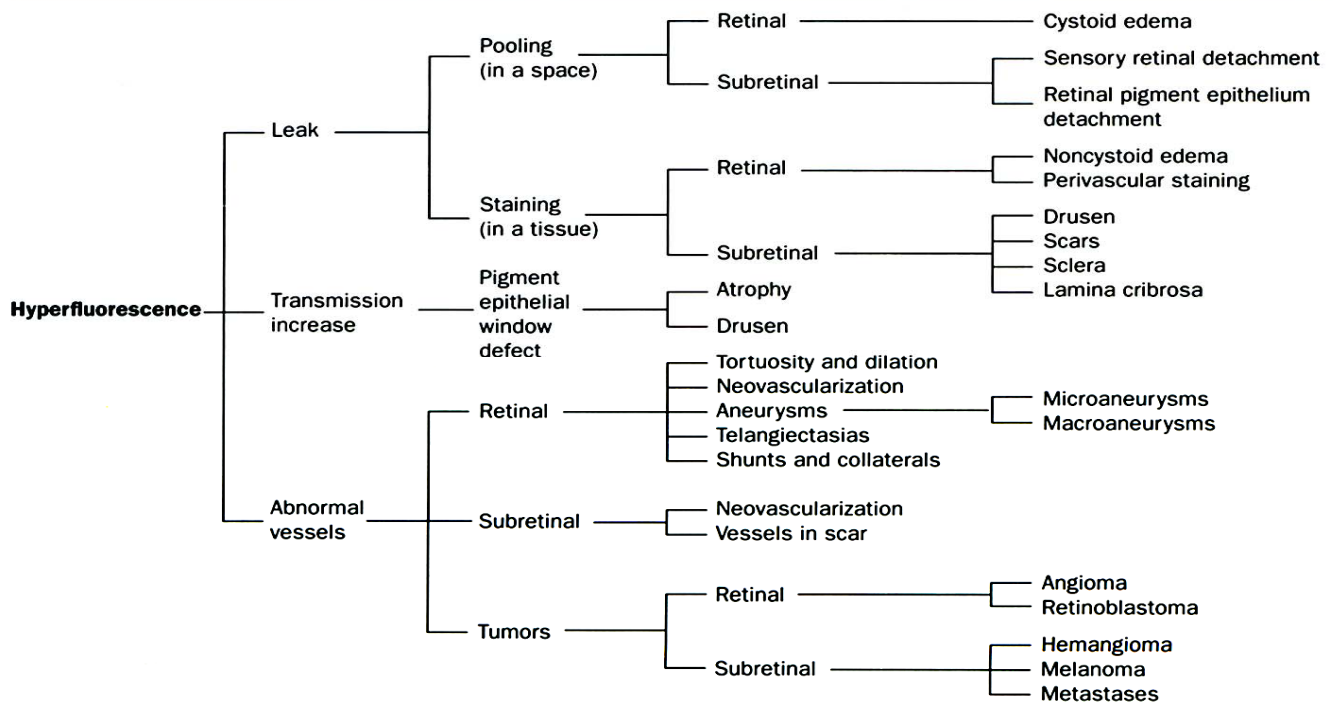 Retinal
Cystoid edema
Pooling
(in a space)
Sensory retinal detachment
Subretinal
Retinal pigment epithelium
detachment
Leak
Retinal
Noncystoid edema
Perivascular staining
Staining
(in a tissue)
Drusen
Scars
Subretinal
Sclera
Lamina cribrosa
Hyperfluorescence
Transmission
increase
Pigment
epithelial
window
defect
Atrophy
Drusen
Tortuosity and dilation
Neovascularization
Retinal
Aneurysms
Microaneurysms
Macroaneurysms
Telangiectasias
Shunts and collaterals
Abnormal
vessels
Subretinal
Neovascularization
Vessels in scar
Retinal
Angioma
Retinoblastoma
Tumors
Hemangioma
Subretinal
Melanoma
Metastases